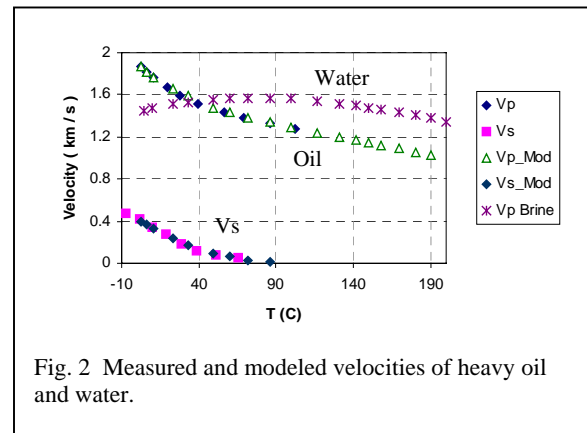 2
1.6
1.2
0.8
0.4
0
Velocity ( km / s )
Water
Oil
Vs
-10 40 90 140 190
T (C)
Vp
Vs
Vp_Mod
Vs_Mod
Vp Brine
Fig. 2 Measured and modeled velocities of heavy oil
and water.